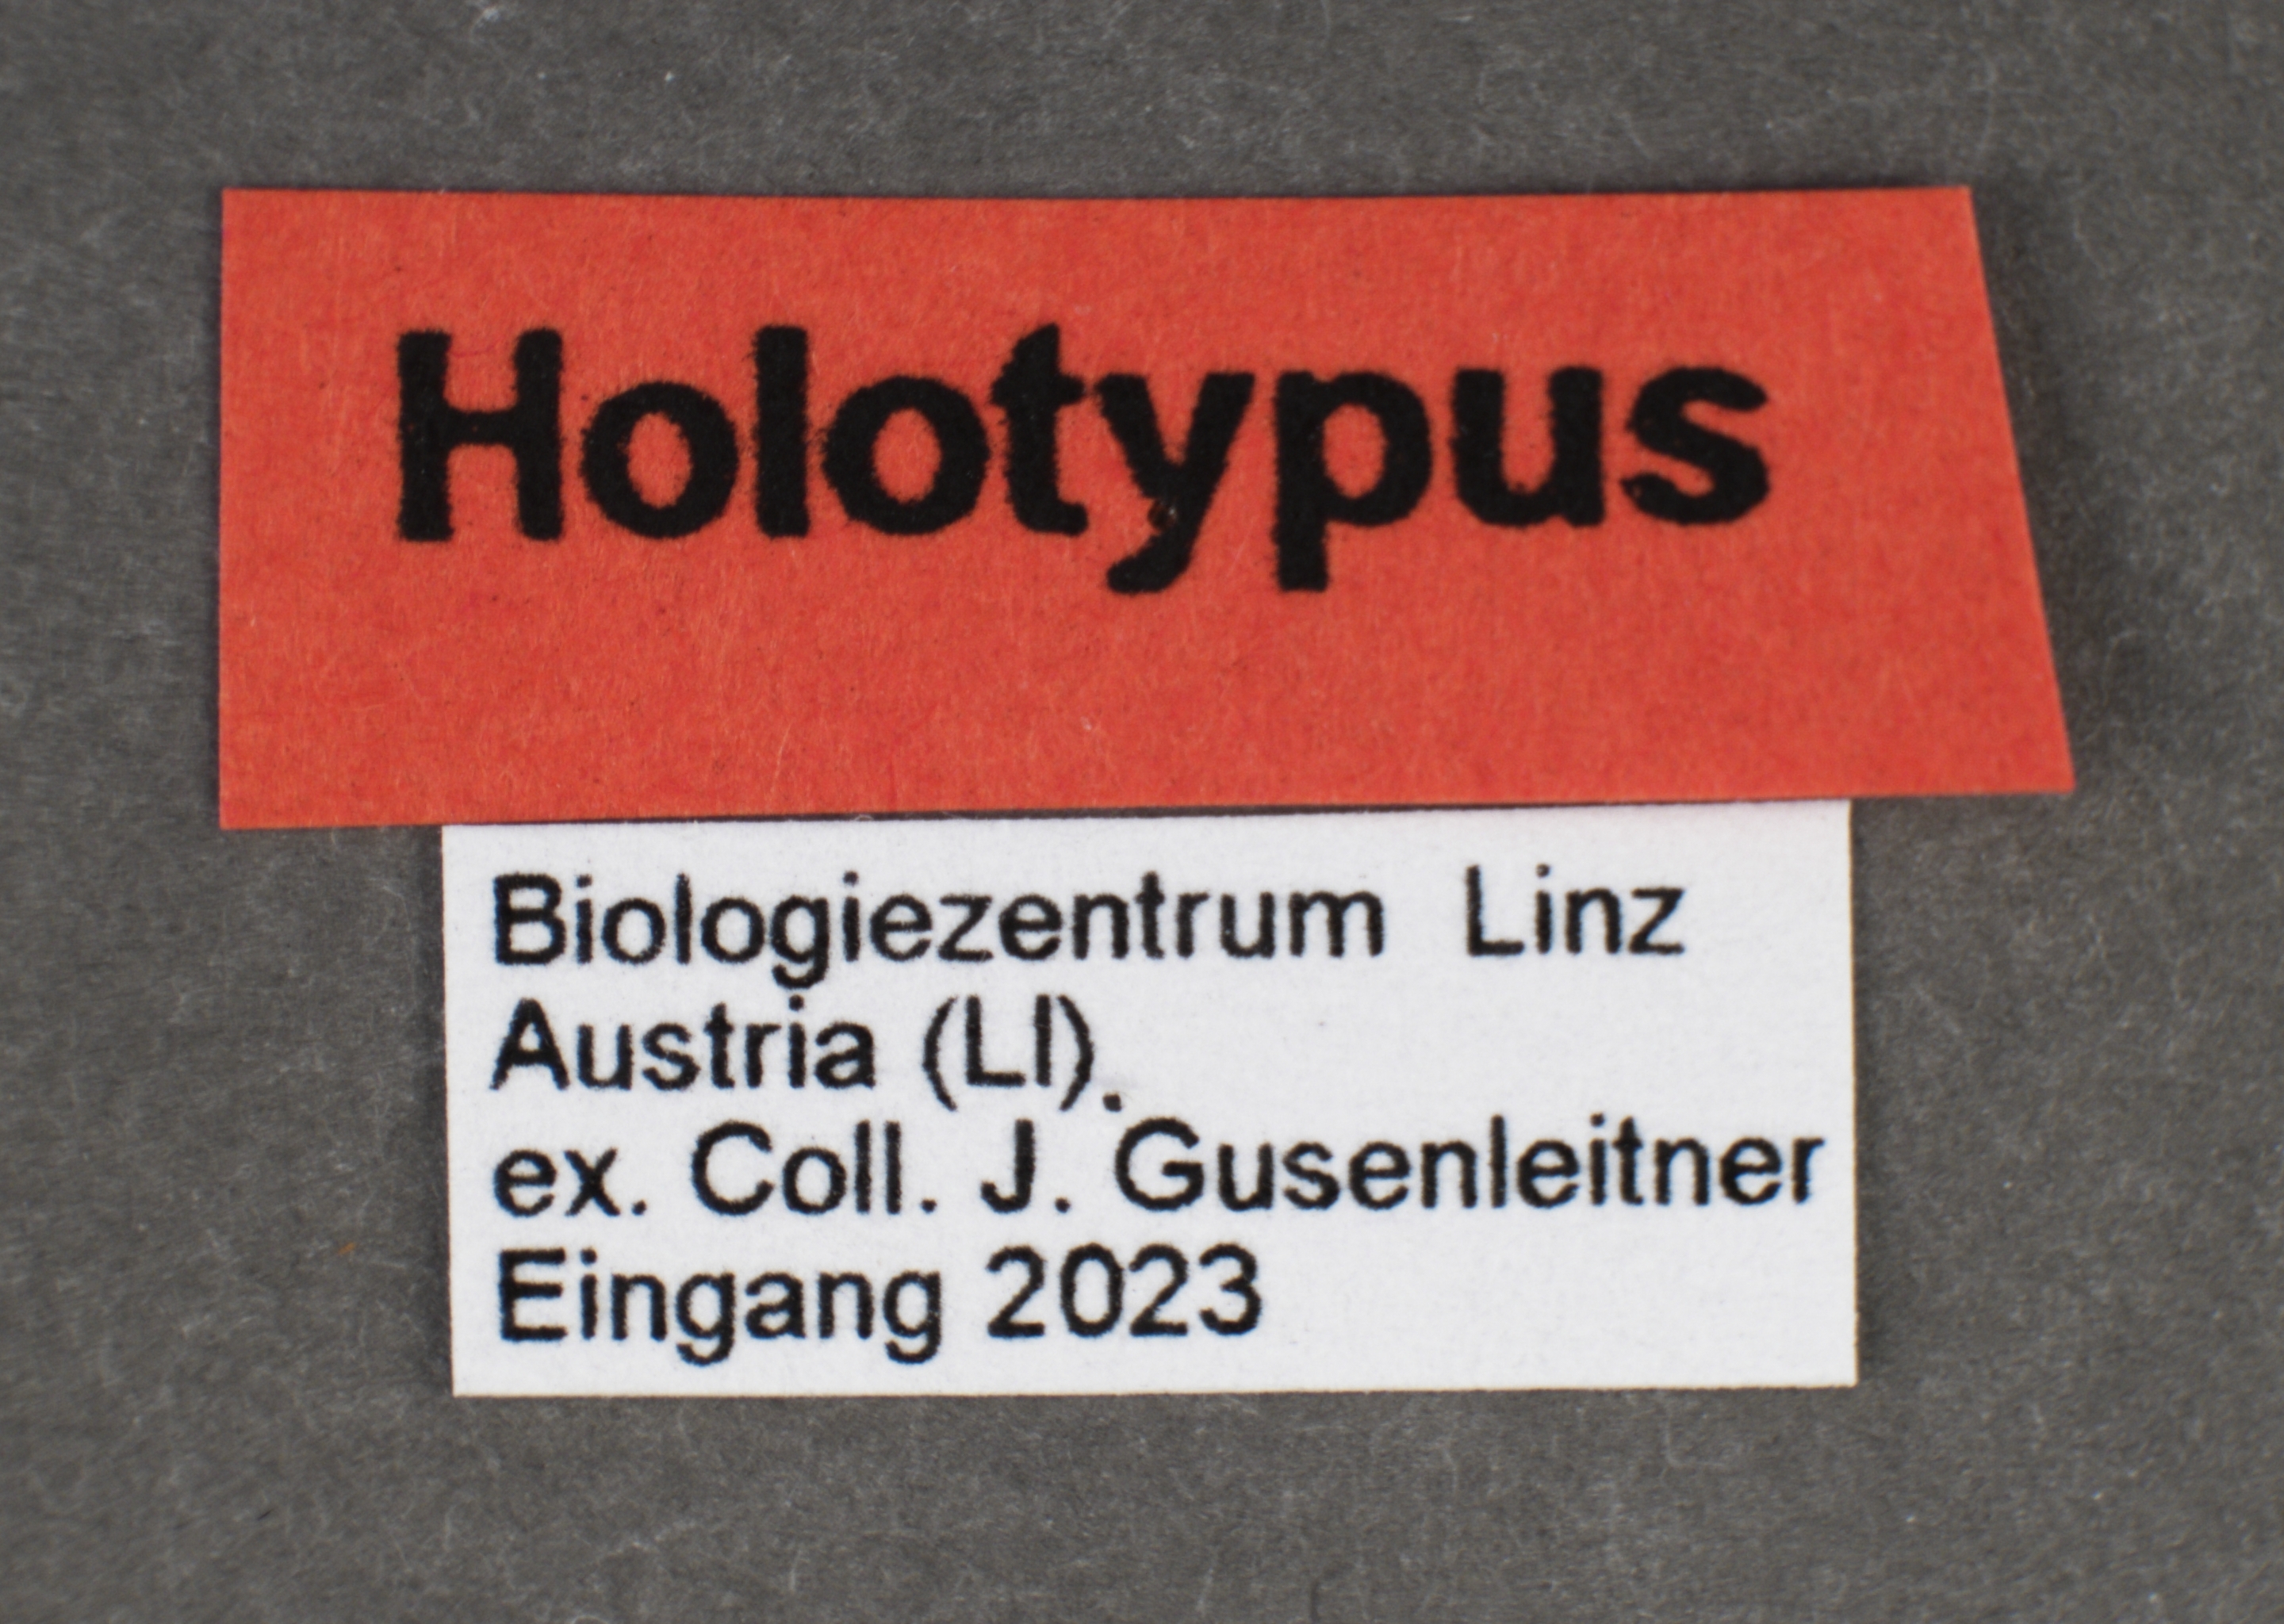 Holotypus
Biologiezentrum Linz
Austria (LI).
ex. Coll. J. Gusenleitner
Eingang 2023